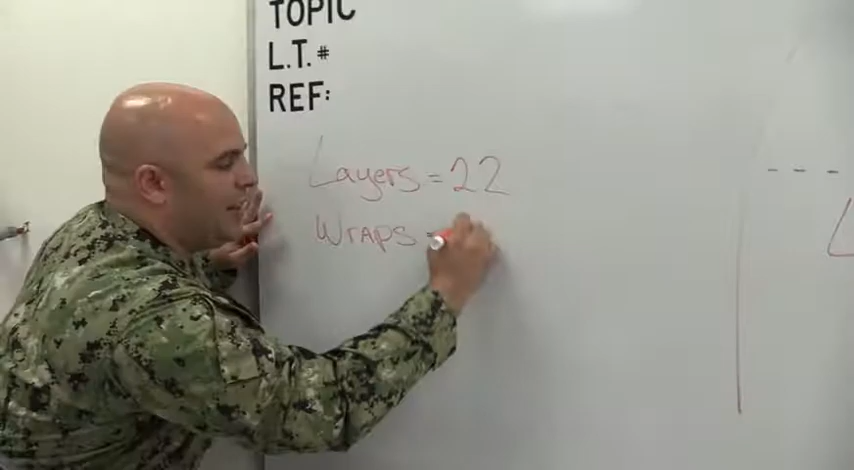 TOPIC
L.T.#
REF:
Layers = 22
Wraps =
---
L